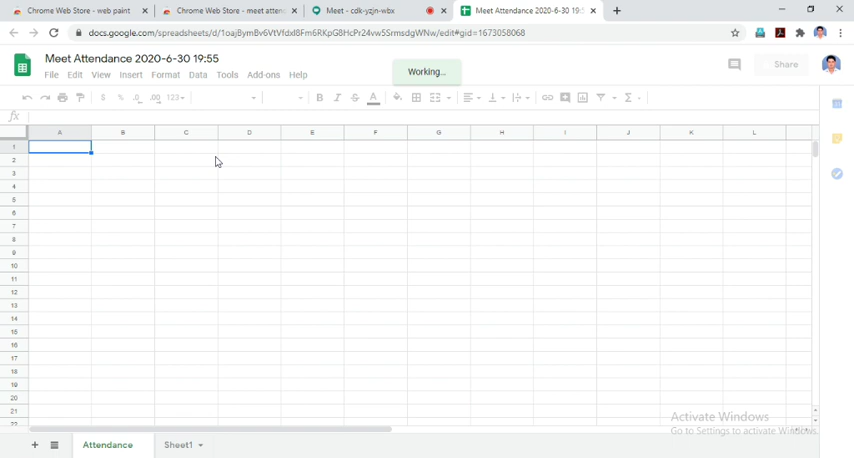 Chrome Web Store - web paint
Chrome Web Store - meet atten
Meet - cdk-yzjn-wbx
Meet Attendance 2020-6-30 19:5
docs.google.com/spreadsheets/d/1oajBymBv6VtVfdxl8Fm6RKpG8HcPr24vw5SrmsdgWNw/edit#gid=1673058068
Meet Attendance 2020-6-30 19:55
File Edit View Insert Format Data Tools Add-ons Help
Working...
Share
$ % .0 .00 123
B I S A Σ
fx
A B C D E F G H I J K L
1
2
3
4
5
6
7
8
9
10
11
12
13
14
15
16
17
18
19
20
21
22
Activate Windows
Go to Settings to activate Windows.
Attendance Sheet1